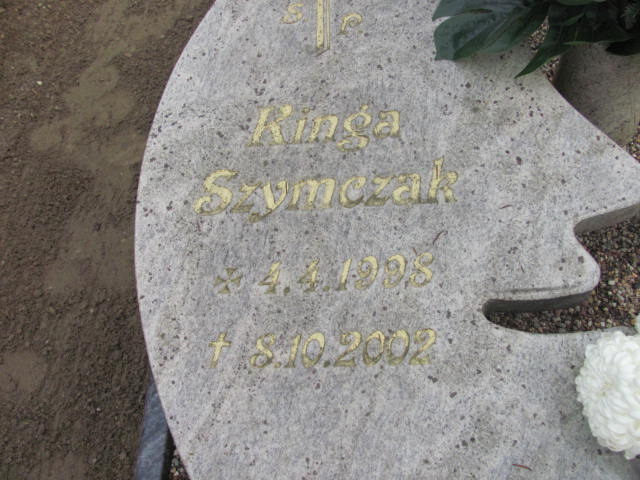 Ś P
Kinga
Szymczak
* 4.4.1998
† 8.10.2002